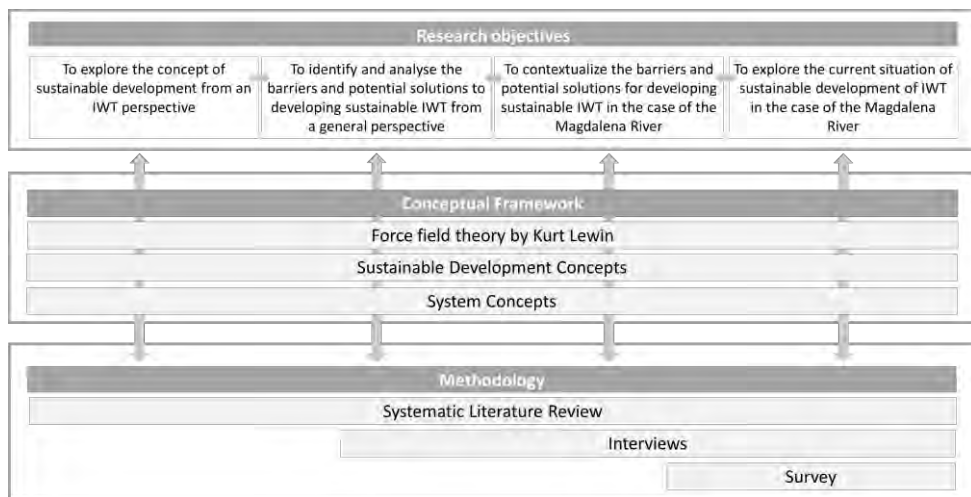 Research objectives
To explore the concept of
sustainable development from an
IWT perspective
To identify and analyse the
barriers and potential solutions to
developing sustainable IWT from
a general perspective
To contextualize the barriers and
potential solutions for developing
sustainable IWT in the case of the
Magdalena River
To explore the current situation of
sustainable development of IWT
in the case of the Magdalena
River
Conceptual Framework
Force field theory by Kurt Lewin
Sustainable Development Concepts
System Concepts
Methodology
Systematic Literature Review
Interviews
Survey